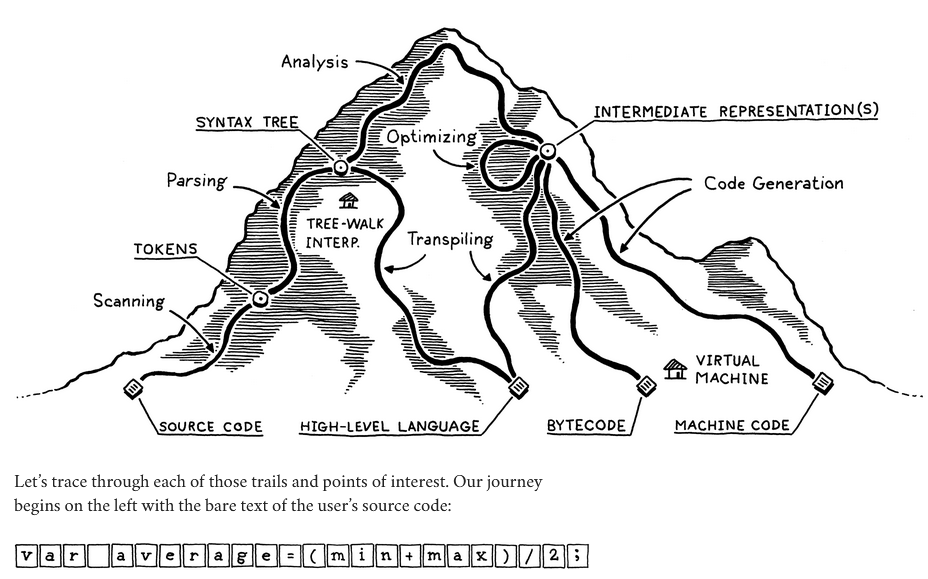 Analysis
INTERMEDIATE REPRESENTATION(S)
SYNTAX TREE
Optimizing
Parsing
Code Generation
TREE-WALK
INTERP.
TOKENS
Transpiling
Scanning
VIRTUAL
MACHINE
SOURCE CODE
HIGH-LEVEL LANGUAGE
BYTECODE
MACHINE CODE
Let’s trace through each of those trails and points of interest. Our journey
begins on the left with the bare text of the user’s source code:
var average=(min+max)/2;